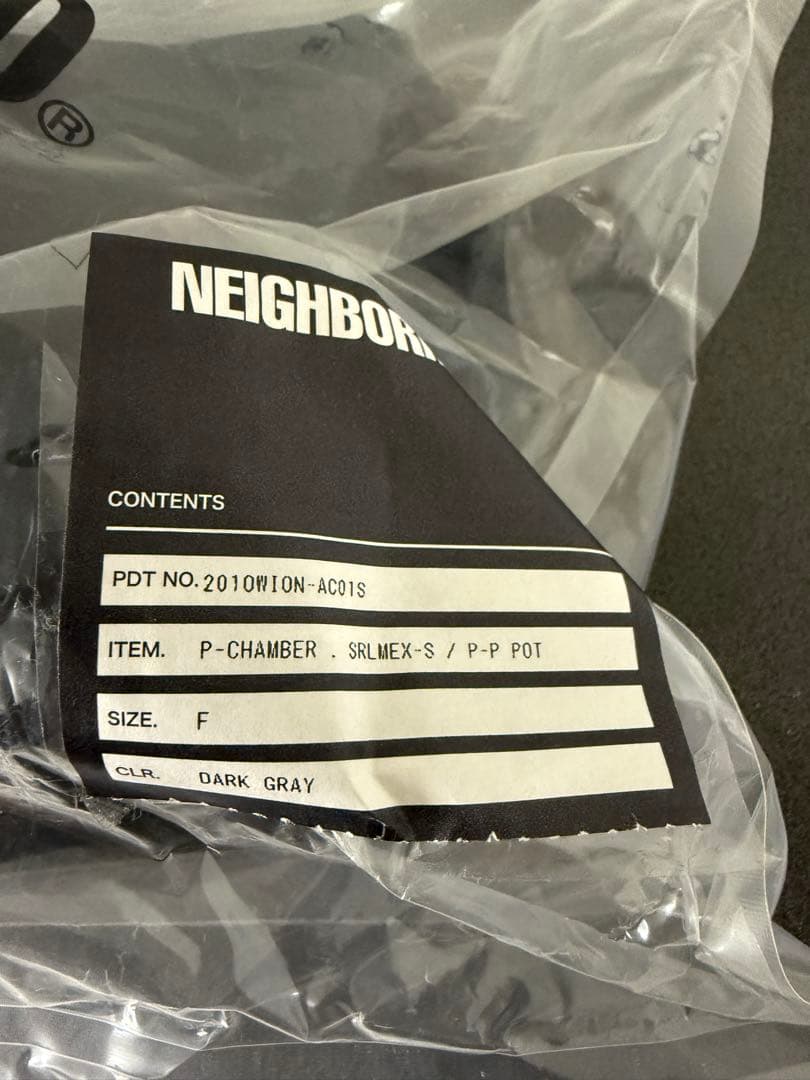 ®
NEIGHBOR
CONTENTS
PDT NO. 2010WION-AC01S
ITEM. P-CHAMBER . SRLMEX-S / P-P POT
SIZE. F
CLR. DARK GRAY